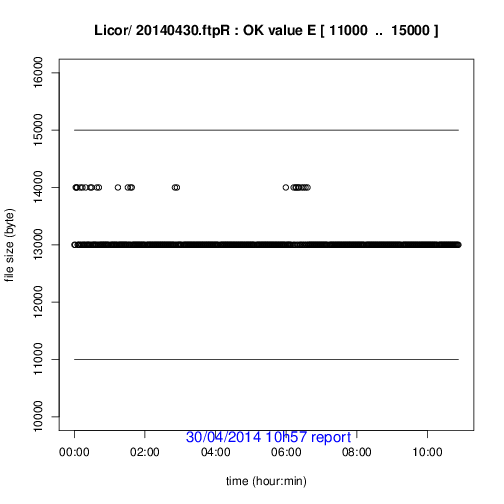 Licor/ 20140430.ftpR : OK value E [ 11000 .. 15000 ]
file size (byte)
16000
15000
14000
13000
12000
11000
10000
30/04/2014 10h57 report
00:00 02:00 04:00 06:00 08:00 10:00
time (hour:min)